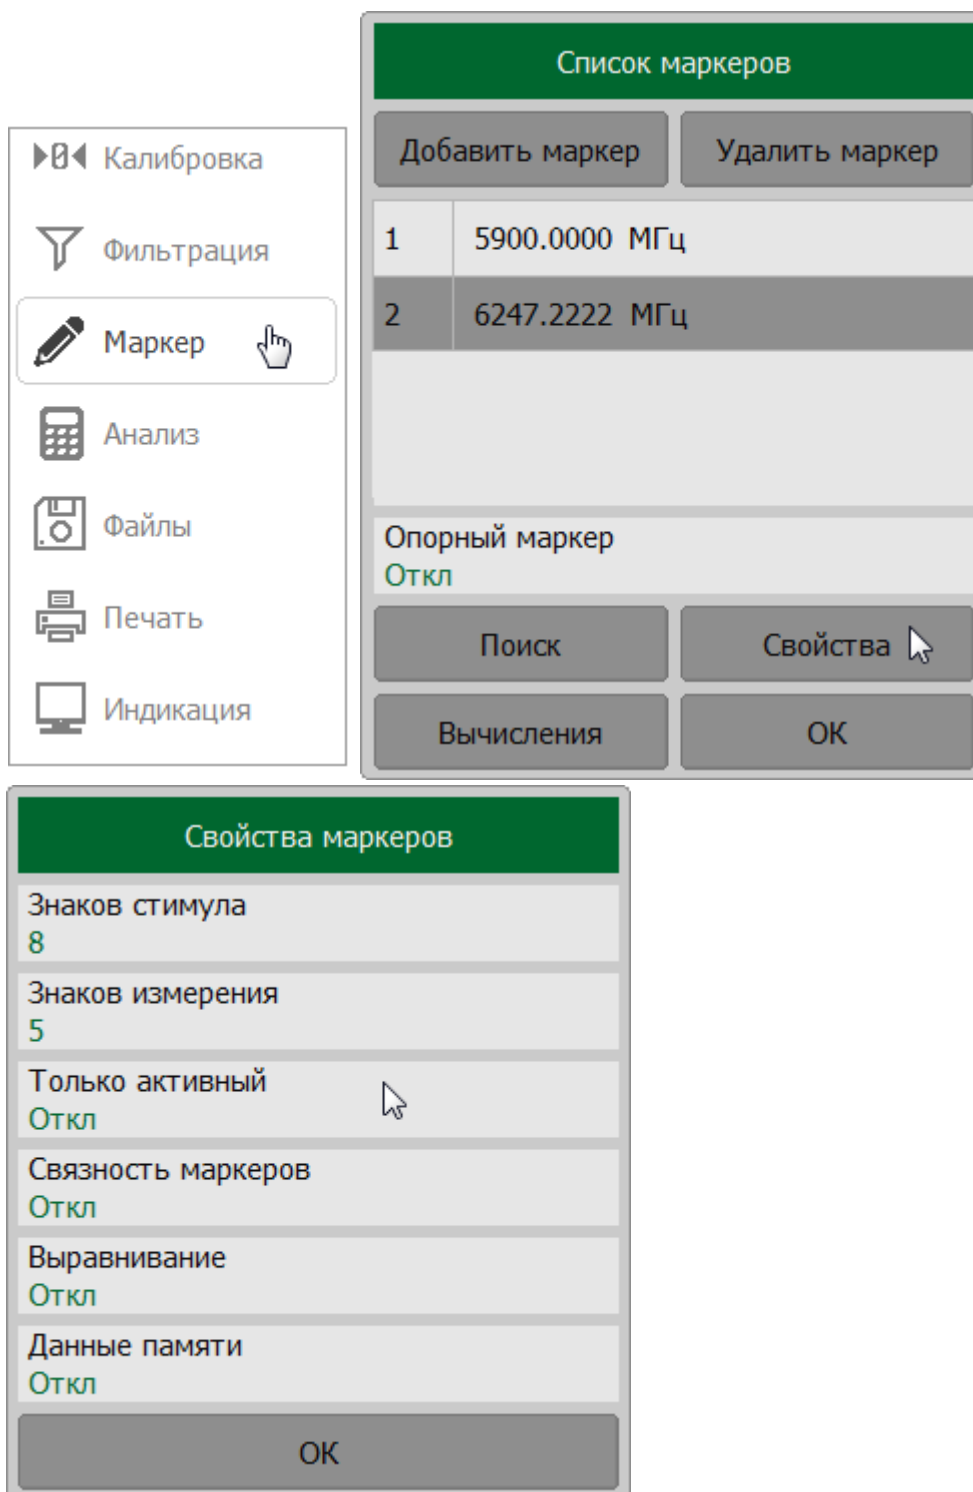 Калибровка
Фильтрация
Маркер
Анализ
Файлы
Печать
Индикация
Список маркеров
Добавить маркер
Удалить маркер
1 5900.0000 МГц
2 6247.2222 МГц
Опорный маркер
Откл
Поиск
Свойства
Вычисления
ОК
Свойства маркеров
Знаков стимула
8
Знаков измерения
5
Только активный
Откл
Связность маркеров
Откл
Выравнивание
Откл
Данные памяти
Откл
ОК